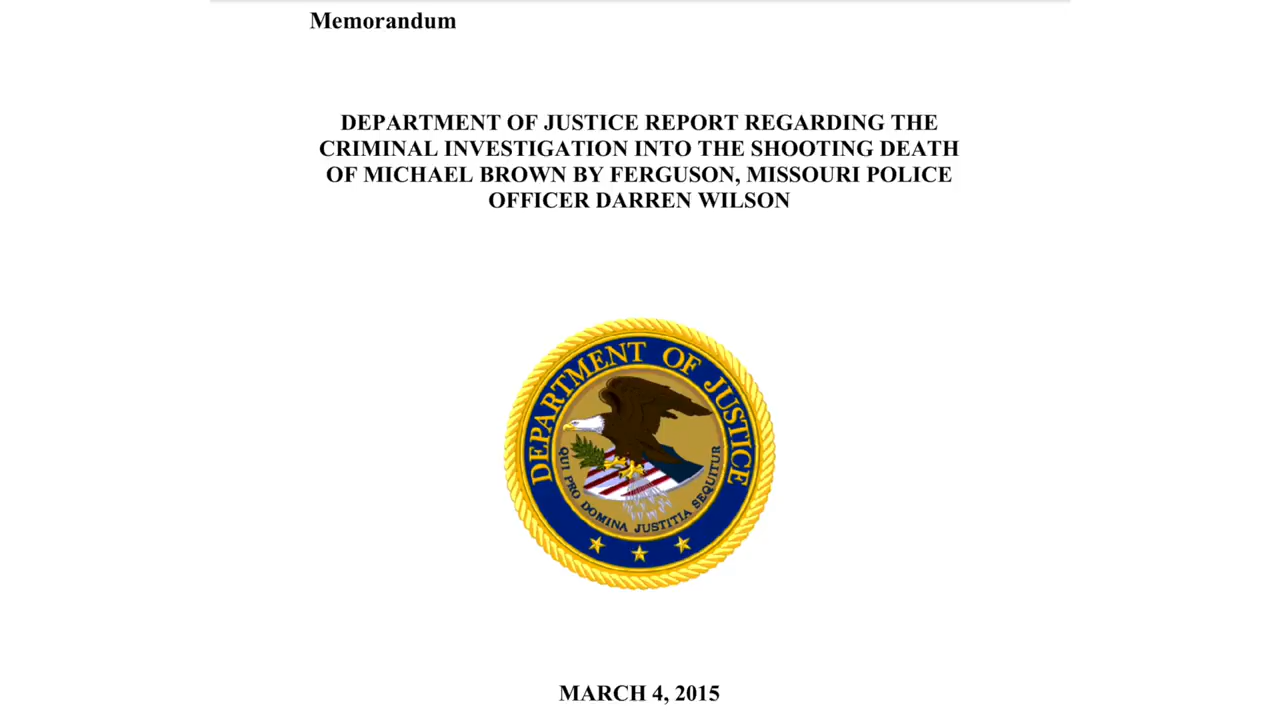 Memorandum
DEPARTMENT OF JUSTICE REPORT REGARDING THE
CRIMINAL INVESTIGATION INTO THE SHOOTING DEATH
OF MICHAEL BROWN BY FERGUSON, MISSOURI POLICE
OFFICER DARREN WILSON
DEPARTMENT OF JUSTICE
QUI PRO DOMINA JUSTITIA SEQUITUR
MARCH 4, 2015